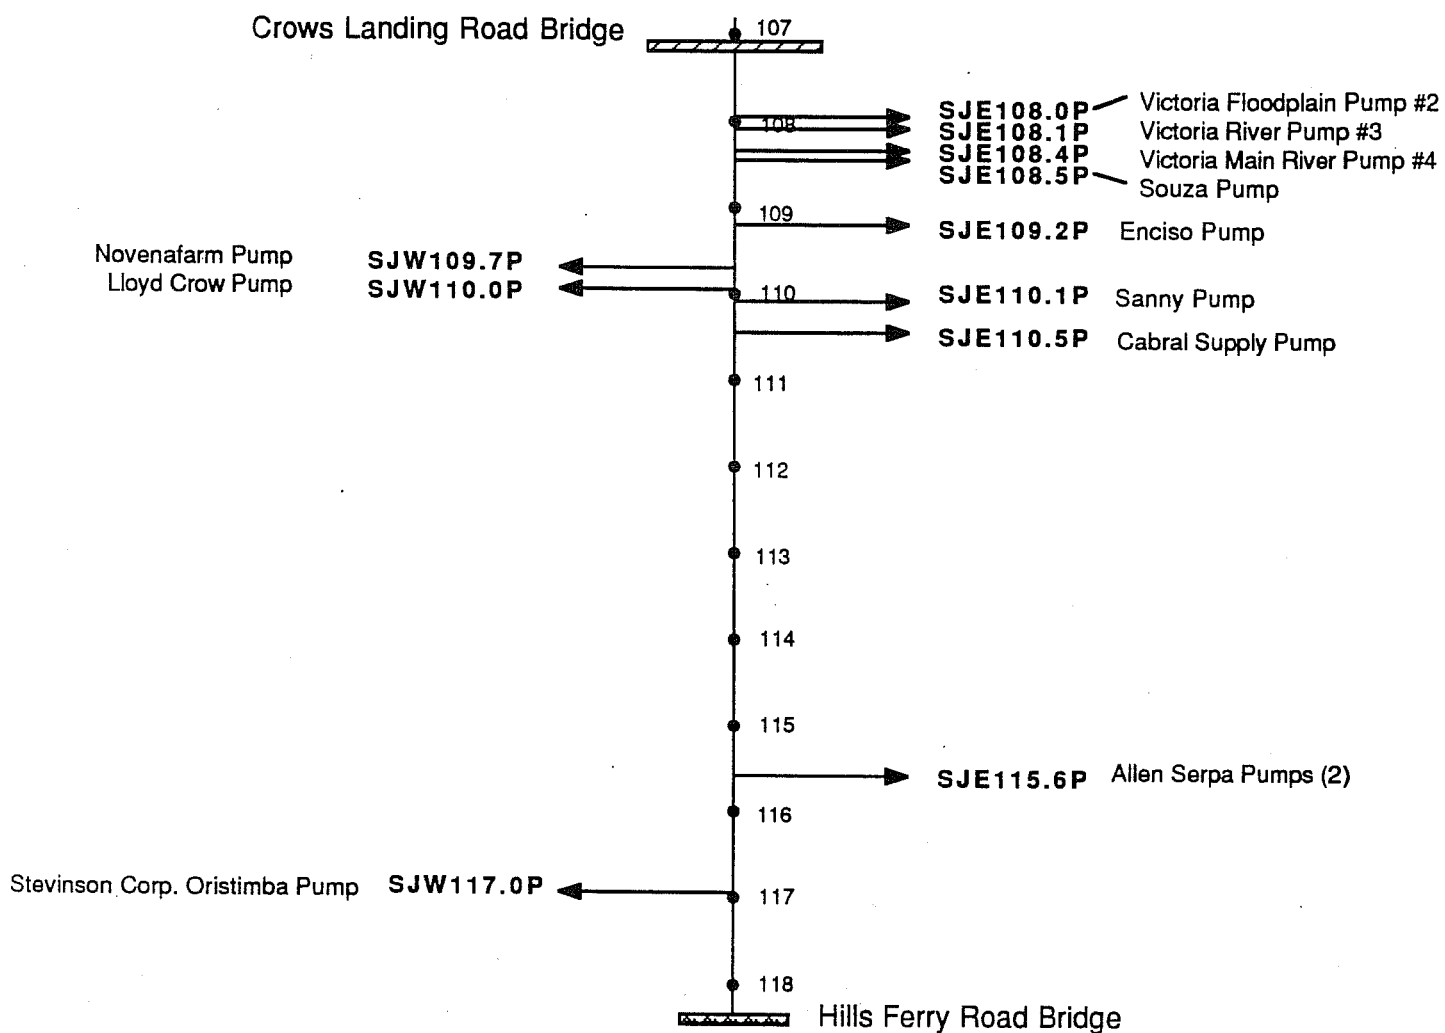 Crows Landing Road Bridge
107
SJE108.0P Victoria Floodplain Pump #2
108
SJE108.1P Victoria River Pump #3
SJE108.4P Victoria Main River Pump #4
SJE108.5P Souza Pump
109
SJE109.2P Enciso Pump
Novenafarm Pump SJW109.7P
Lloyd Crow Pump SJW110.0P
110
SJE110.1P Sanny Pump
SJE110.5P Cabral Supply Pump
111
112
113
114
115
SJE115.6P Allen Serpa Pumps (2)
116
Stevinson Corp. Oristimba Pump SJW117.0P
117
118
Hills Ferry Road Bridge